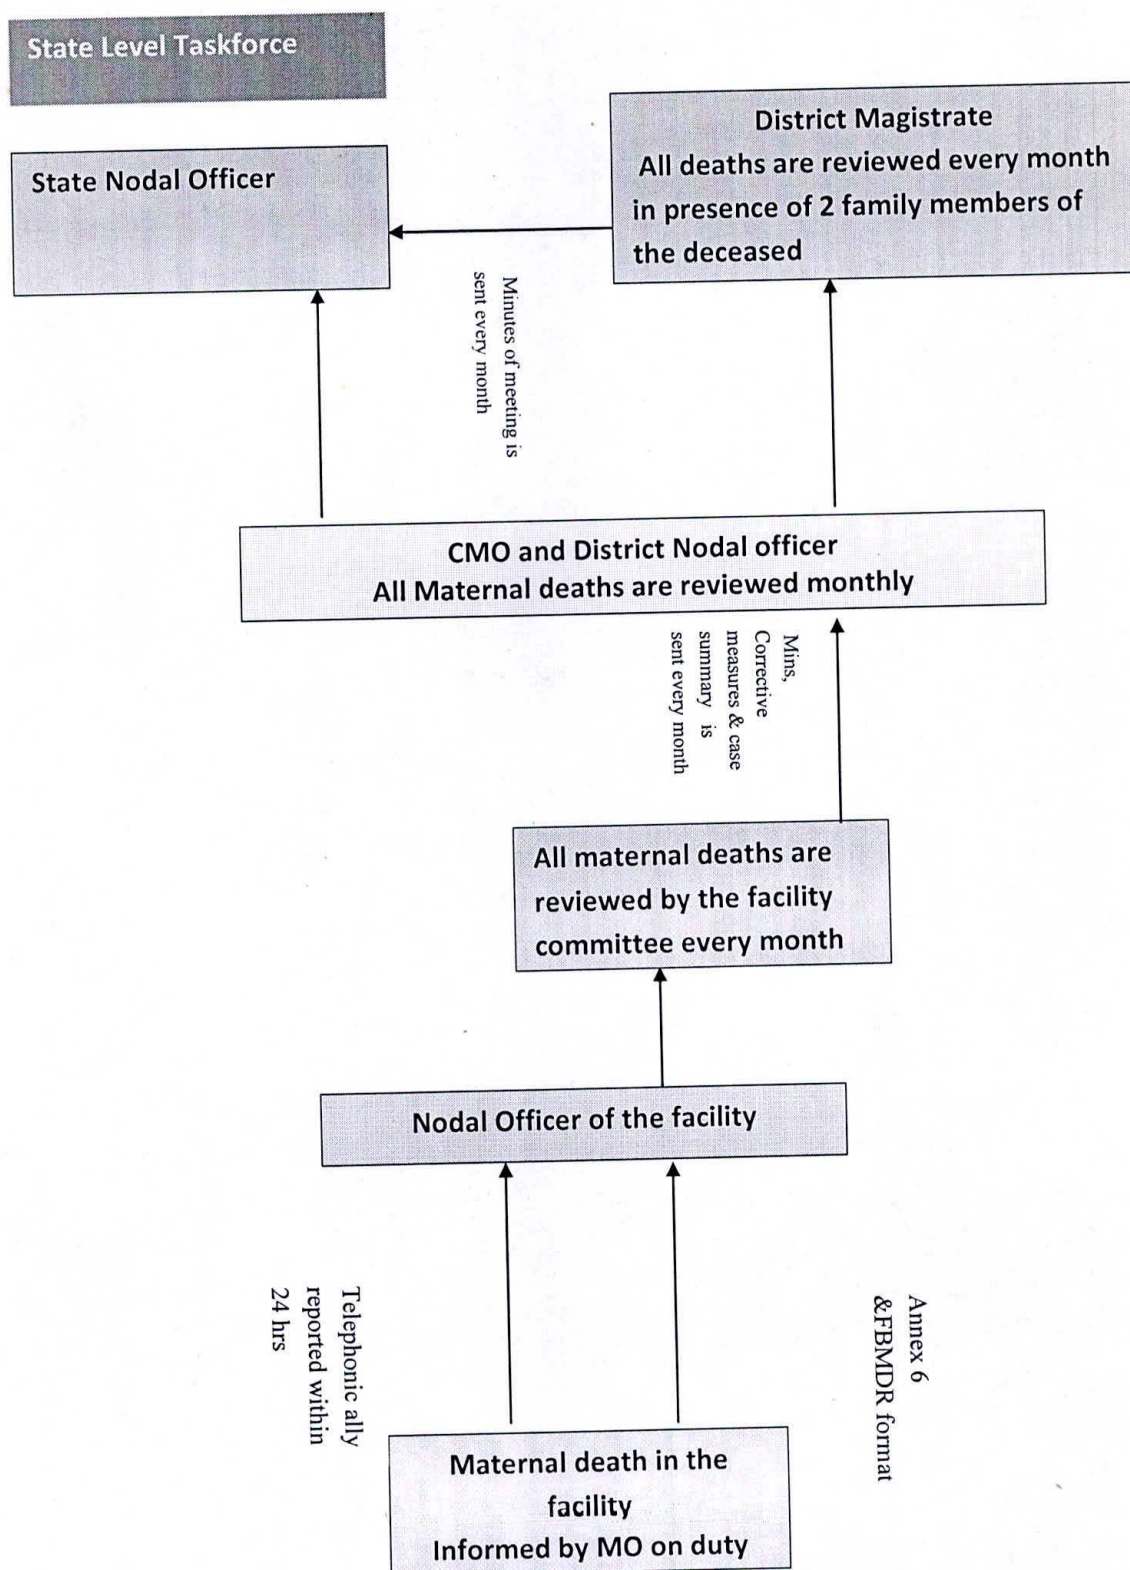 State Level Taskforce
State Nodal Officer
District Magistrate
All deaths are reviewed every month
in presence of 2 family members of
the deceased
Minutes of meeting is
sent every month
CMO and District Nodal officer
All Maternal deaths are reviewed monthly
Mins,
Corrective
measures & case
summary is
sent every month
All maternal deaths are
reviewed by the facility
committee every month
Nodal Officer of the facility
Telephonic ally
reported within
24 hrs
Annex 6
&FBMDR format
Maternal death in the
facility
Informed by MO on duty